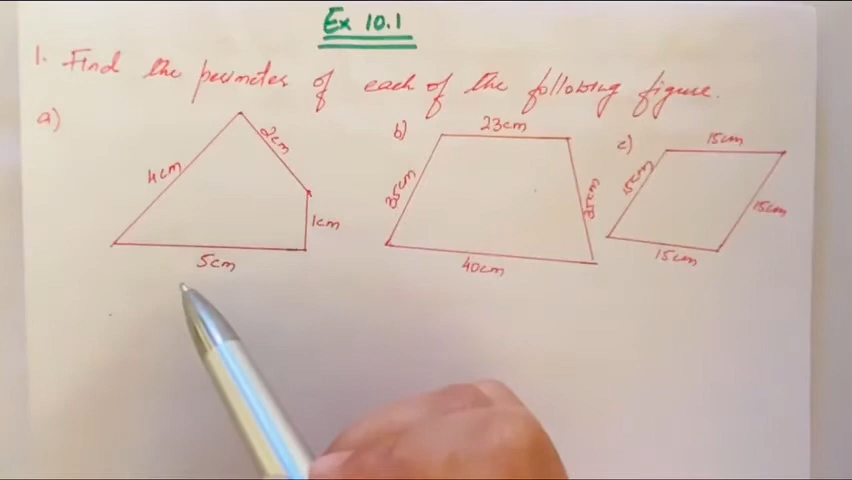 Ex 10.1
1. Find the perimeter of each of the following figure.
a)
4cm
2cm
1cm
5cm
b)
23cm
35cm
35cm
40cm
c)
15cm
15cm
15cm
15cm